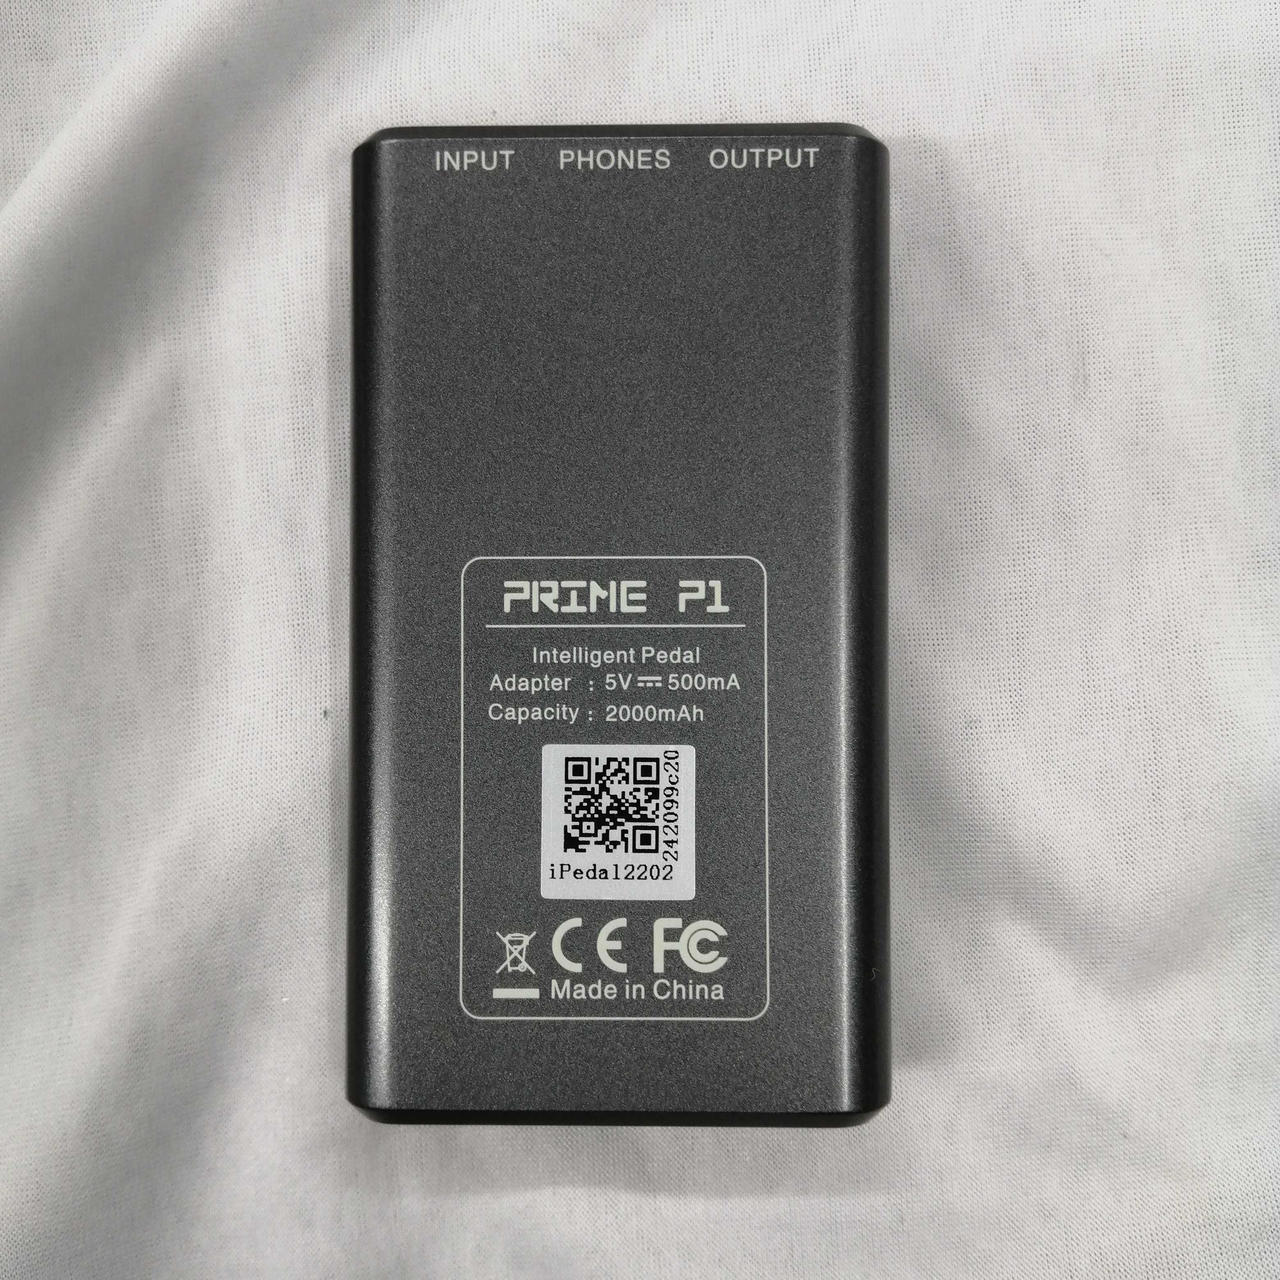 INPUT PHONES OUTPUT
PRIME P1
Intelligent Pedal
Adapter : 5V⎓500mA
Capacity : 2000mAh
242099c20
iPedal2202
CE FC
Made in China